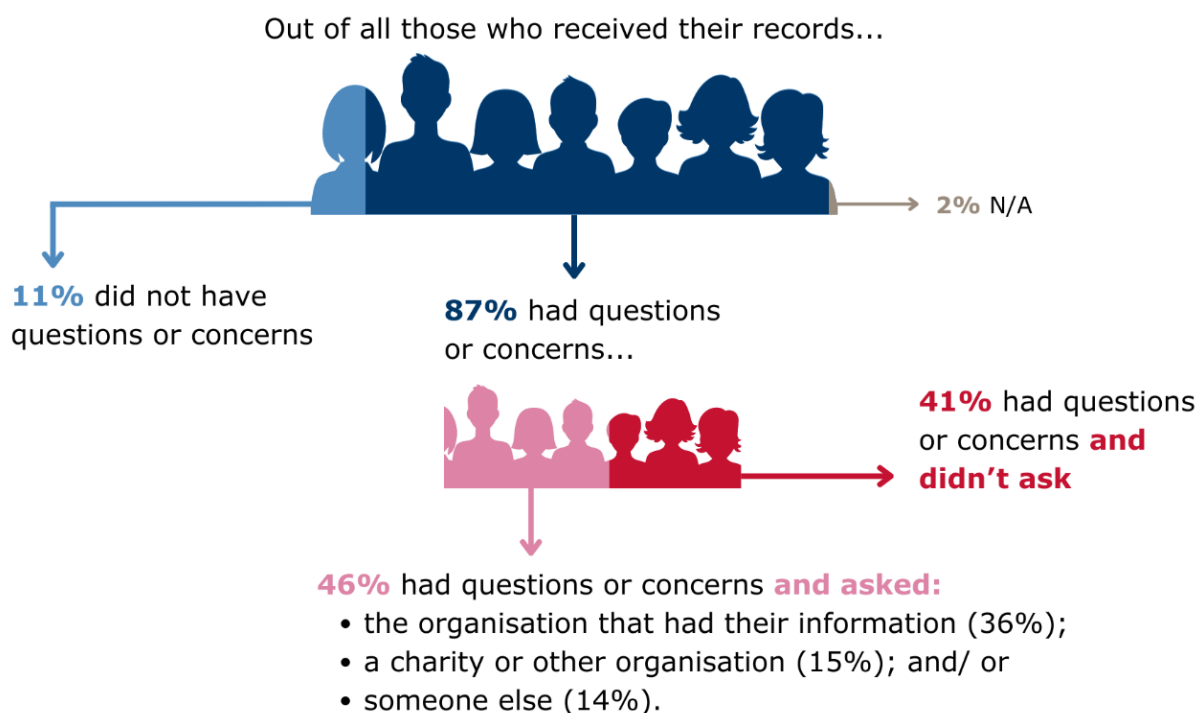 Out of all those who received their records...
2% N/A
11% did not have
questions or concerns
87% had questions
or concerns...
41% had questions
or concerns and
didn’t ask
46% had questions or concerns and asked:
• the organisation that had their information (36%);
• a charity or other organisation (15%); and/ or
• someone else (14%).